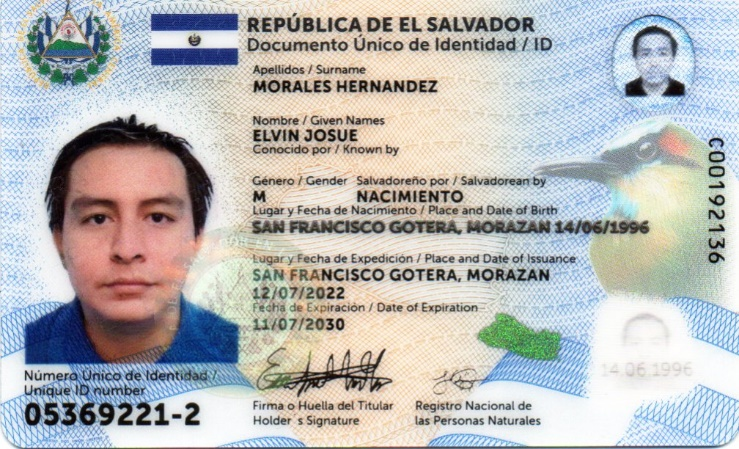 REPÚBLICA DE EL SALVADOR
Documento Único de Identidad / ID
Apellidos / Surname
MORALES HERNANDEZ
Nombre / Given Names
ELVIN JOSUE
Conocido por / Known by
Género / Gender Salvadoreño por / Salvadorean by
M NACIMIENTO
Lugar y Fecha de Nacimiento / Place and Date of Birth
SAN FRANCISCO GOTERA, MORAZAN 14/06/1996
Lugar y Fecha de Expedición / Place and Date of Issuance
SAN FRANCISCO GOTERA, MORAZAN
12/07/2022
Fecha de Expiración / Date of Expiration
11/07/2030
C00192136
14.06.1996
Número Único de Identidad /
Unique ID number
05369221-2
Firma o Huella del Titular
Holder s Signature
Registro Nacional de
las Personas Naturales